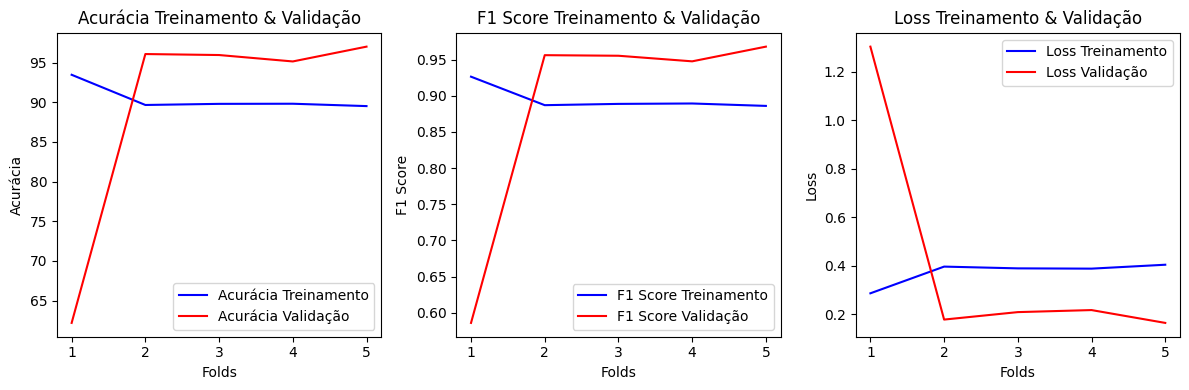 Acurácia Treinamento & Validação
95
90
85
80
75
70
65
Acurácia
Acurácia Treinamento
Acurácia Validação
1 2 3 4 5
Folds
F1 Score Treinamento & Validação
0.95
0.90
0.85
0.80
0.75
0.70
0.65
0.60
F1 Score
F1 Score Treinamento
F1 Score Validação
1 2 3 4 5
Folds
Loss Treinamento & Validação
Loss Treinamento
Loss Validação
1.2
1.0
0.8
0.6
0.4
0.2
Loss
1 2 3 4 5
Folds